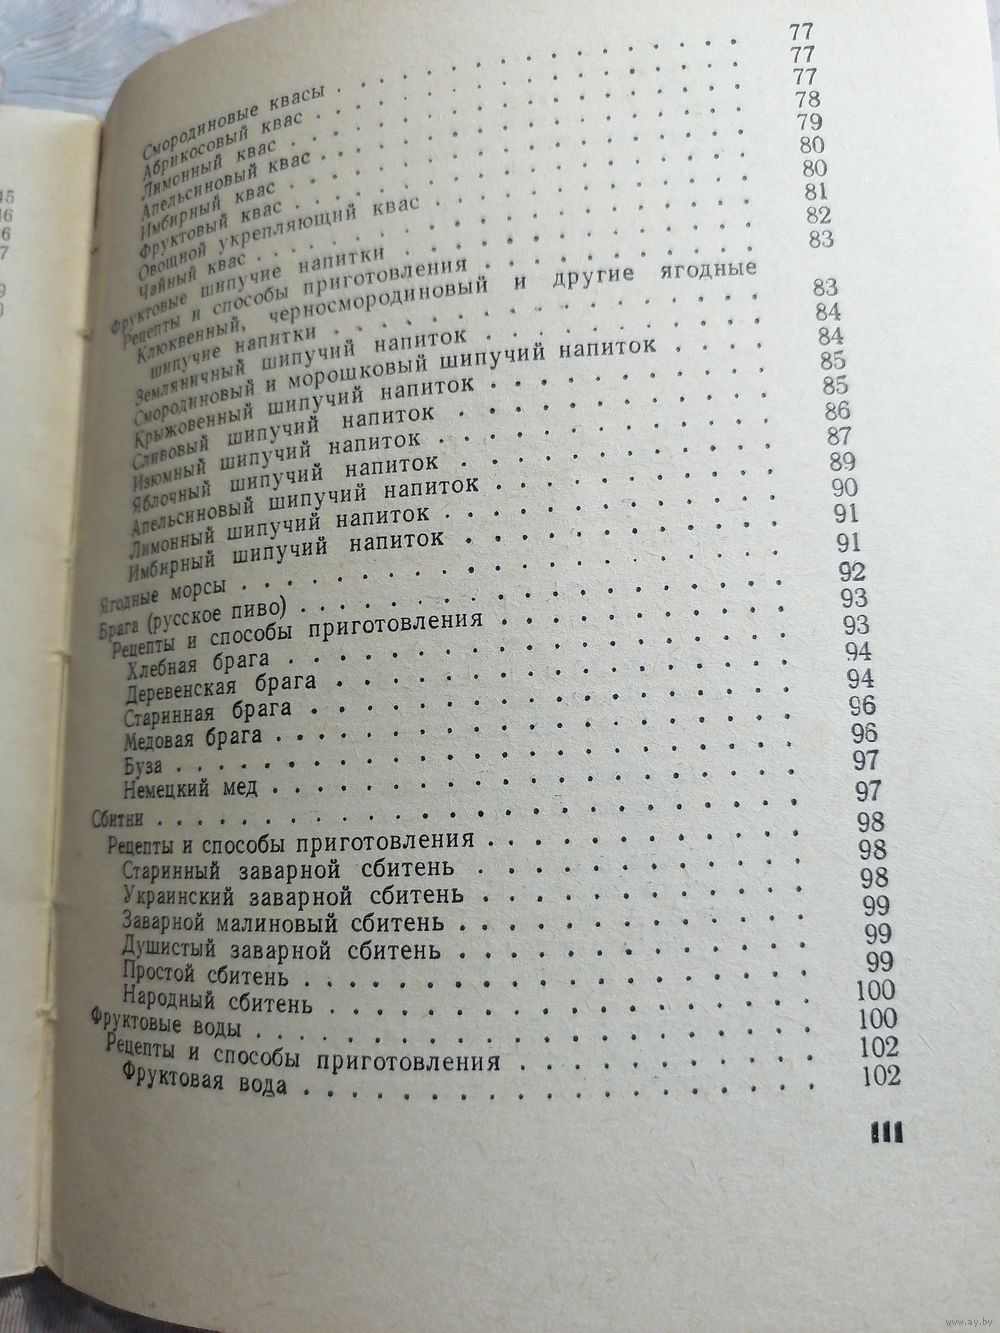 Смородиновые квасы . . . . . . . . . . . . 77
Абрикосовый квас . . . . . . . . . . . . 77
Лимонный квас . . . . . . . . . . . . 77
Апельсиновый квас . . . . . . . . . . . . 78
Имбирный квас . . . . . . . . . . . . 79
Фруктовый квас . . . . . . . . . . . . 80
Овощной укрепляющий квас . . . . . . . . . 80
Чайный квас . . . . . . . . . . . . 81
Фруктовые шипучие напитки . . . . . . . . . . 82
Рецепты и способы приготовления . . . . . . . . 83
Клюквенный, черносмородиновый и другие ягодные
шипучие напитки . . . . . . . . . . . . 83
Земляничный шипучий напиток . . . . . . . . 84
Смородиновый и морошковый шипучий напиток . . . . 84
Крыжовенный шипучий напиток . . . . . . . . 85
Сливовый шипучий напиток . . . . . . . . . 85
Изюмный шипучий напиток . . . . . . . . . 86
Яблочный шипучий напиток . . . . . . . . . 87
Апельсиновый шипучий напиток . . . . . . . . 89
Лимонный шипучий напиток . . . . . . . . . 90
Имбирный шипучий напиток . . . . . . . . . 91
Ягодные морсы . . . . . . . . . . . . 91
Брага (русское пиво) . . . . . . . . . . . . 92
Рецепты и способы приготовления . . . . . . . . 93
Хлебная брага . . . . . . . . . . . . 93
Деревенская брага . . . . . . . . . . . . 94
Старинная брага . . . . . . . . . . . . 94
Медовая брага . . . . . . . . . . . . 96
Буза . . . . . . . . . . . . 96
Немецкий мед . . . . . . . . . . . . 97
Сбитни . . . . . . . . . . . . 97
Рецепты и способы приготовления . . . . . . . . 98
Старинный заварной сбитень . . . . . . . . . 98
Украинский заварной сбитень . . . . . . . . . 98
Заварной малиновый сбитень . . . . . . . . . 99
Душистый заварной сбитень . . . . . . . . . 99
Простой сбитень . . . . . . . . . . . . 99
Народный сбитень . . . . . . . . . . . . 100
Фруктовые воды . . . . . . . . . . . . 100
Рецепты и способы приготовления . . . . . . . . 102
Фруктовая вода . . . . . . . . . . . . 102
111
www.ay.by